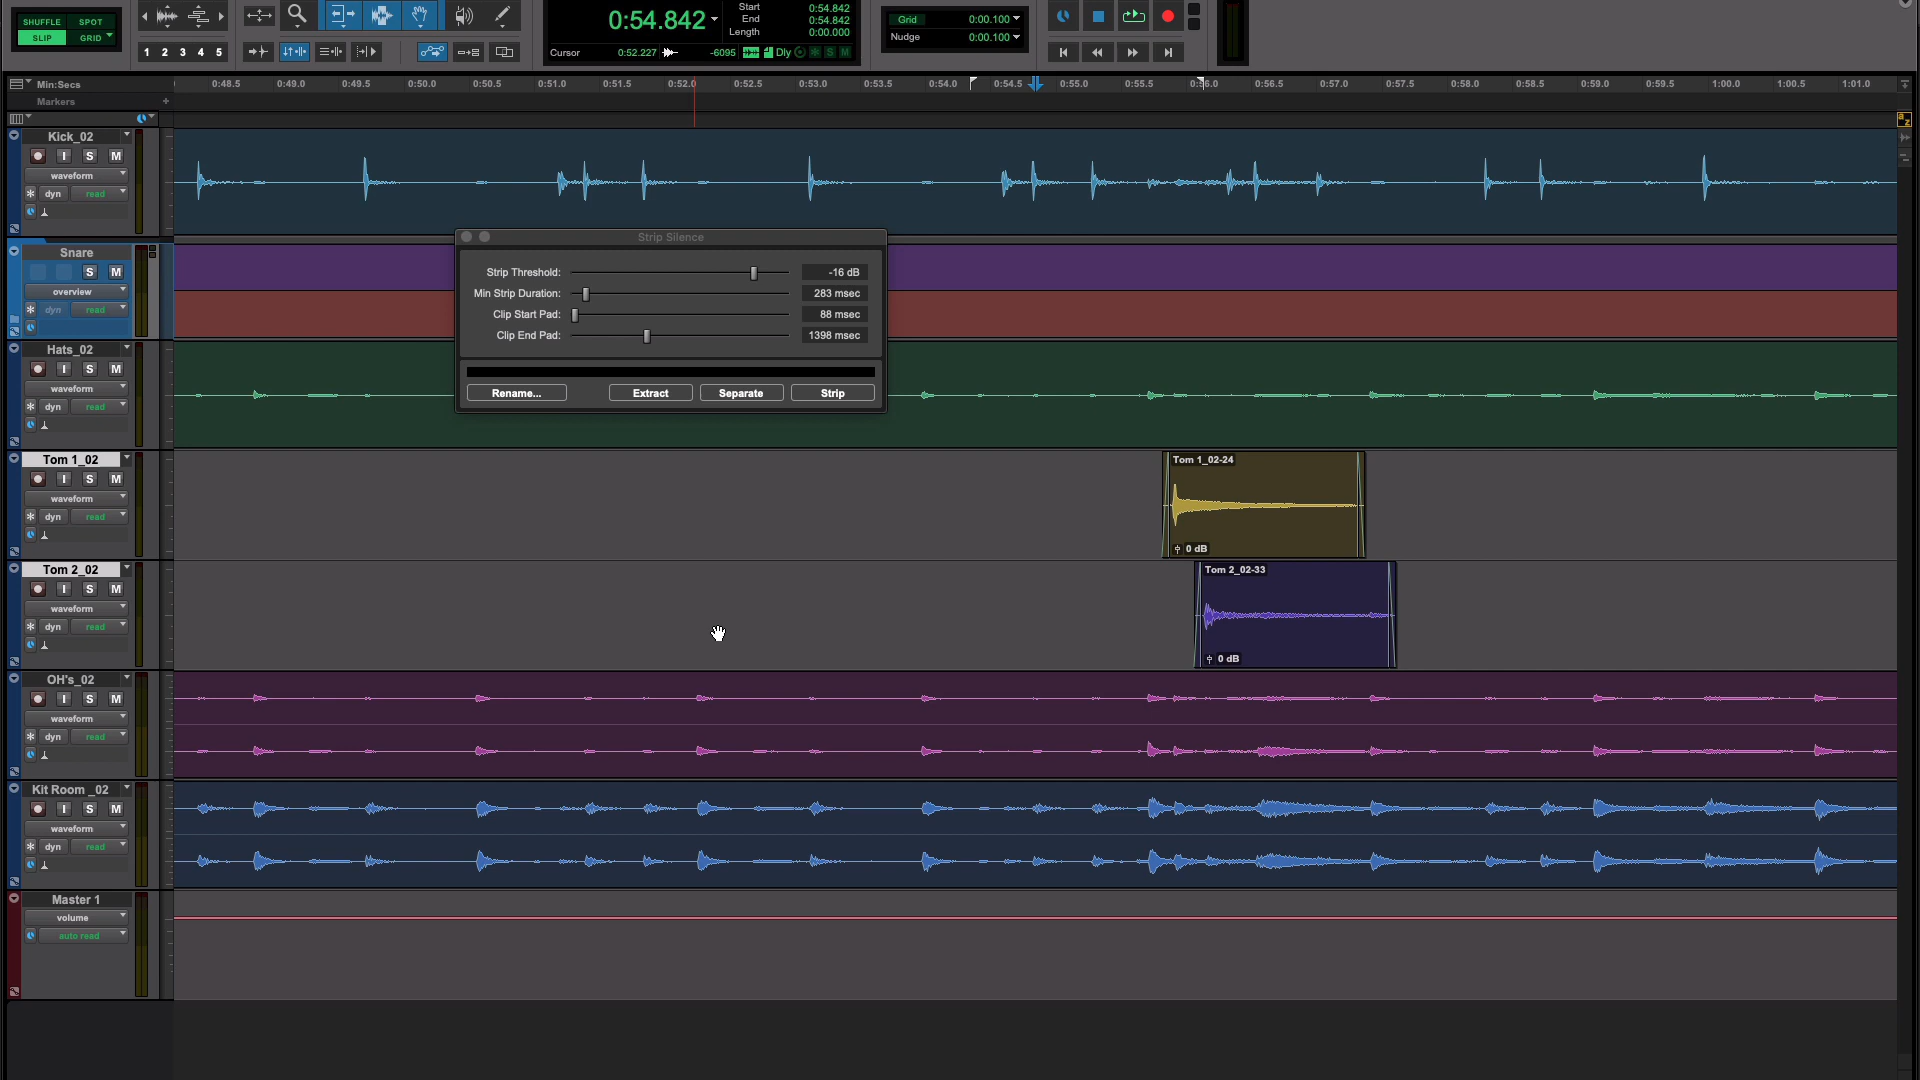 SHUFFLE SPOT
SLIP GRID
1 2 3 4 5
0:54.842
Start 0:54.842
End 0:54.842
Length 0:00.000
Cursor 0:52.227 -6095 Dly S M
Grid 0:00.100
Nudge 0:00.100
Min:Secs
0:48.5 0:49.0 0:49.5 0:50.0 0:50.5 0:51.0 0:51.5 0:52.0 0:52.5 0:53.0 0:53.5 0:54.0 0:54.5 0:55.0 0:55.5 0:56.0 0:56.5 0:57.0 0:57.5 0:58.0 0:58.5 0:59.0 0:59.5 1:00.0 1:00.5 1:01.0
Markers +
a z
Kick_02
I S M
waveform
dyn read
Snare
S M
overview
dyn read
Strip Silence
Strip Threshold: -16 dB
Min Strip Duration: 283 msec
Clip Start Pad: 88 msec
Clip End Pad: 1398 msec
Rename... Extract Separate Strip
Hats_02
I S M
waveform
dyn read
Tom 1_02
I S M
waveform
dyn read
Tom 1_02-24
0 dB
Tom 2_02
I S M
waveform
dyn read
Tom 2_02-33
0 dB
OH's_02
I S M
waveform
dyn read
Kit Room _02
I S M
waveform
dyn read
Master 1
volume
auto read